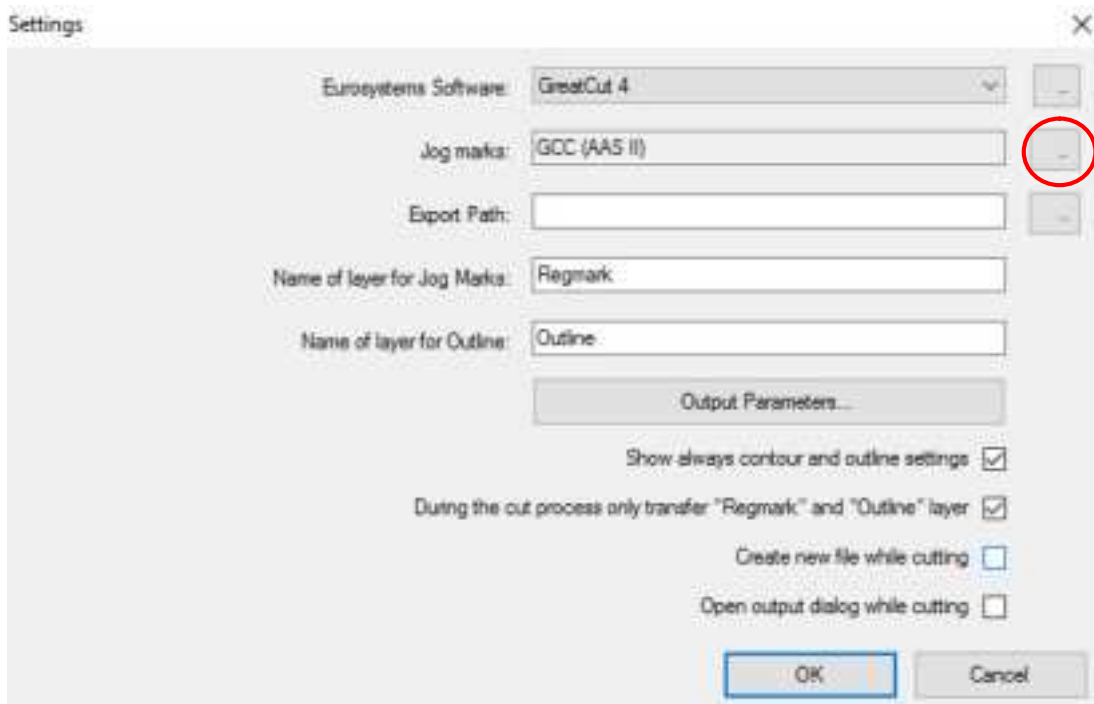 Settings
Eurosystems Software: GreatCut 4 ...
Jog marks: GCC (AAS II) ...
Export Path: ...
Name of layer for Jog Marks: Regmark
Name of layer for Outline: Outline
Output Parameters...
Show always contour and outline settings
During the cut process only transfer "Regmark" and "Outline" layer
Create new file while cutting
Open output dialog while cutting
OK Cancel